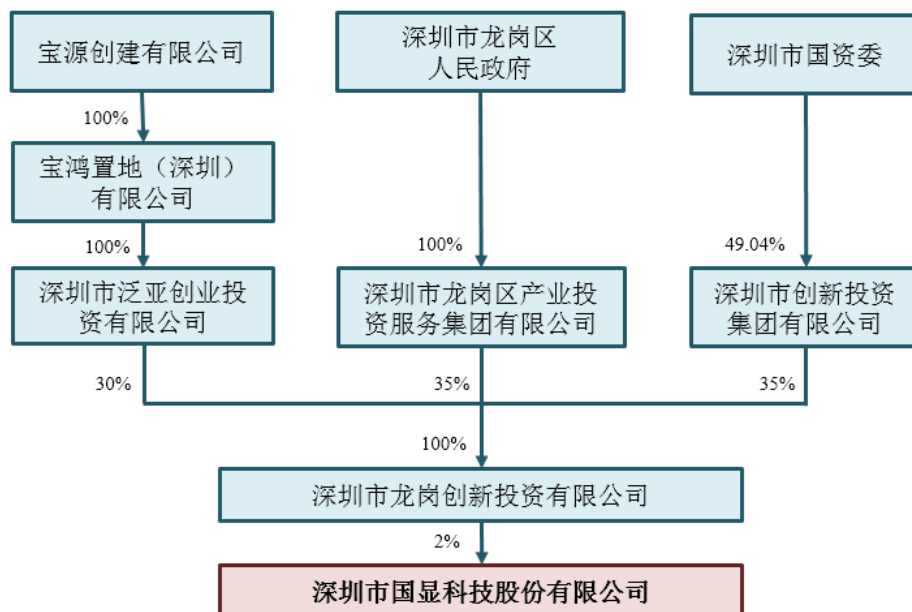 宝源创建有限公司
深圳市龙岗区
人民政府
深圳市国资委
100%
宝鸿置地（深圳）
有限公司
100%
100%
49.04%
深圳市泛亚创业投
资有限公司
深圳市龙岗区产业投
资服务集团有限公司
深圳市创新投资
集团有限公司
30%
35%
35%
100%
深圳市龙岗创新投资有限公司
2%
深圳市国显科技股份有限公司